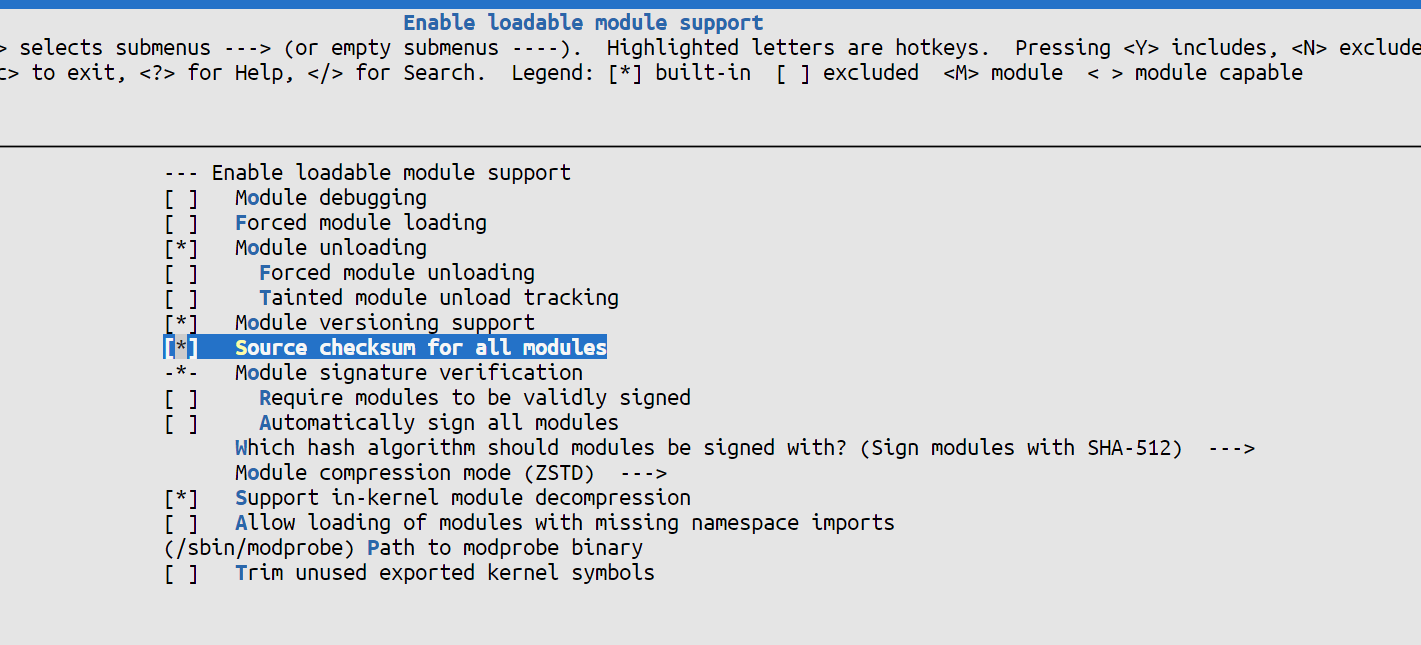 Enable loadable module support
> selects submenus ---> (or empty submenus ----).  Highlighted letters are hotkeys.  Pressing <Y> includes, <N> exclude
c> to exit, <?> for Help, </> for Search.  Legend: [*] built-in  [ ] excluded  <M> module  < > module capable
--- Enable loadable module support
[ ]   Module debugging
[ ]   Forced module loading
[*]   Module unloading
[ ]     Forced module unloading
[ ]     Tainted module unload tracking
[*]   Module versioning support
[*]   Source checksum for all modules
-*-   Module signature verification
[ ]     Require modules to be validly signed
[ ]     Automatically sign all modules
Which hash algorithm should modules be signed with? (Sign modules with SHA-512)  --->
Module compression mode (ZSTD)  --->
[*]   Support in-kernel module decompression
[ ]   Allow loading of modules with missing namespace imports
(/sbin/modprobe) Path to modprobe binary
[ ]   Trim unused exported kernel symbols